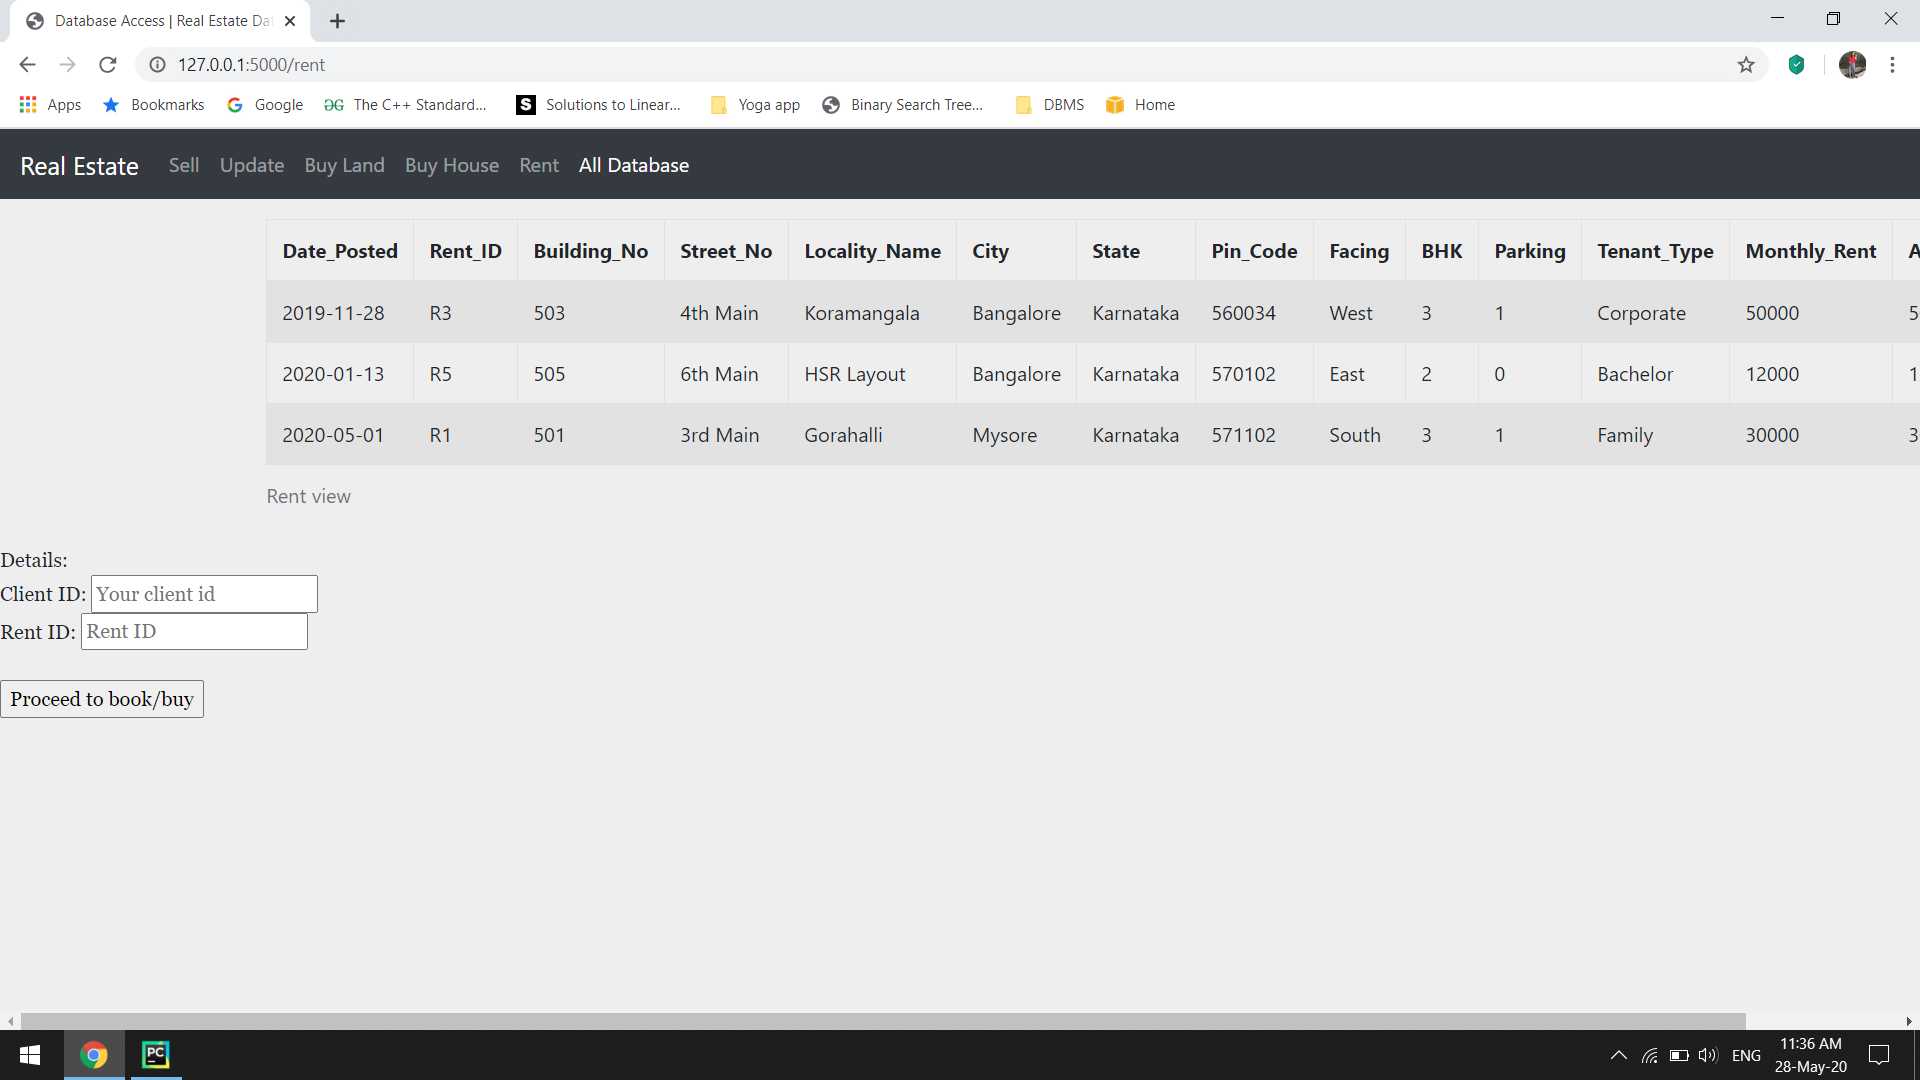 Database Access | Real Estate Da
127.0.0.1:5000/rent
Apps Bookmarks Google The C++ Standard... S Solutions to Linear... Yoga app Binary Search Tree... DBMS Home
Real Estate Sell Update Buy Land Buy House Rent All Database
Date_Posted Rent_ID Building_No Street_No Locality_Name City State Pin_Code Facing BHK Parking Tenant_Type Monthly_Rent A
2019-11-28 R3 503 4th Main Koramangala Bangalore Karnataka 560034 West 3 1 Corporate 50000 5
2020-01-13 R5 505 6th Main HSR Layout Bangalore Karnataka 570102 East 2 0 Bachelor 12000 1
2020-05-01 R1 501 3rd Main Gorahalli Mysore Karnataka 571102 South 3 1 Family 30000 3
Rent view
Details:
Client ID: Your client id
Rent ID: Rent ID
Proceed to book/buy
PC ENG 11:36 AM
28-May-20